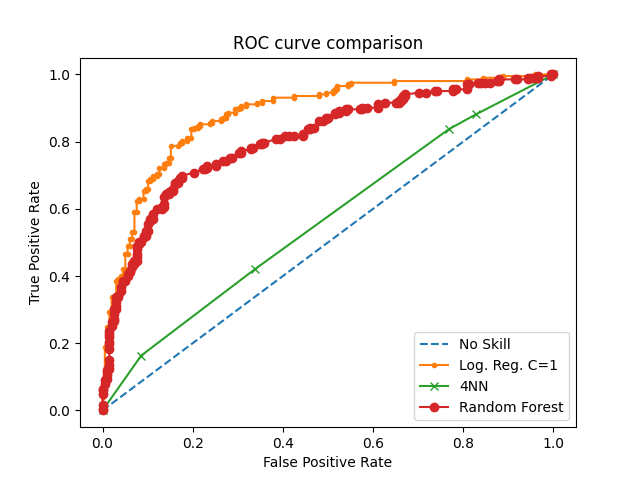 ROC curve comparison
True Positive Rate
1.0
0.8
0.6
0.4
0.2
0.0
0.0
0.2
0.4
0.6
0.8
1.0
False Positive Rate
No Skill
Log. Reg. C=1
4NN
Random Forest